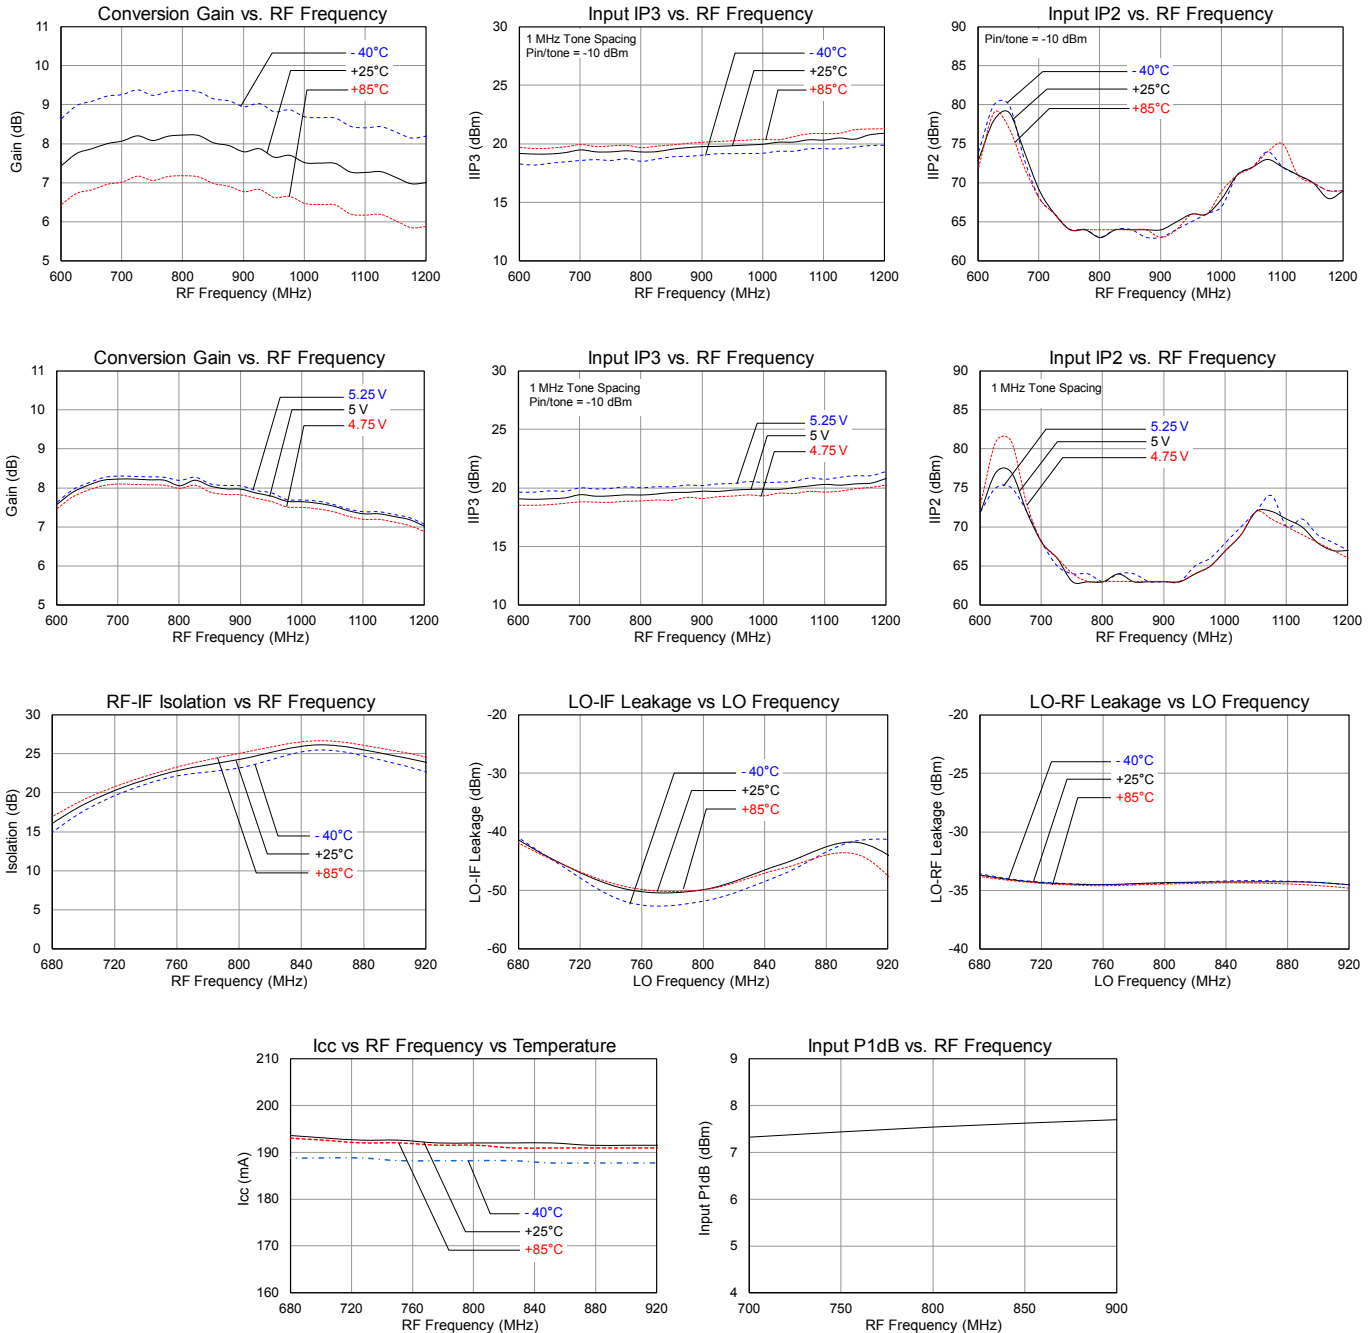 Conversion Gain vs. RF Frequency
11
10
9
8
7
6
5
Gain (dB)
- 40°C
+25°C
+85°C
600 700 800 900 1000 1100 1200
RF Frequency (MHz)
Input IP3 vs. RF Frequency
30
25
20
15
10
IIP3 (dBm)
1 MHz Tone Spacing
Pin/tone = -10 dBm
- 40°C
+25°C
+85°C
600 700 800 900 1000 1100 1200
RF Frequency (MHz)
Input IP2 vs. RF Frequency
90
85
80
75
70
65
60
IIP2 (dBm)
Pin/tone = -10 dBm
- 40°C
+25°C
+85°C
600 700 800 900 1000 1100 1200
RF Frequency (MHz)
Conversion Gain vs. RF Frequency
11
10
9
8
7
6
5
Gain (dB)
5.25 V
5 V
4.75 V
600 700 800 900 1000 1100 1200
RF Frequency (MHz)
Input IP3 vs. RF Frequency
30
25
20
15
10
IIP3 (dBm)
1 MHz Tone Spacing
Pin/tone = -10 dBm
5.25 V
5 V
4.75 V
600 700 800 900 1000 1100 1200
RF Frequency (MHz)
Input IP2 vs. RF Frequency
90
85
80
75
70
65
60
IIP2 (dBm)
1 MHz Tone Spacing
5.25 V
5 V
4.75 V
600 700 800 900 1000 1100 1200
RF Frequency (MHz)
RF-IF Isolation vs RF Frequency
30
25
20
15
10
5
0
Isolation (dB)
- 40°C
+25°C
+85°C
680 720 760 800 840 880 920
RF Frequency (MHz)
LO-IF Leakage vs LO Frequency
-20
-30
-40
-50
-60
LO-IF Leakage (dBm)
- 40°C
+25°C
+85°C
680 720 760 800 840 880 920
LO Frequency (MHz)
LO-RF Leakage vs LO Frequency
-20
-25
-30
-35
-40
LO-RF Leakage (dBm)
- 40°C
+25°C
+85°C
680 720 760 800 840 880 920
LO Frequency (MHz)
Icc vs RF Frequency vs Temperature
210
200
190
180
170
160
Icc (mA)
- 40°C
+25°C
+85°C
680 720 760 800 840 880 920
RF Frequency (MHz)
Input P1dB vs. RF Frequency
9
8
7
6
5
4
Input P1dB (dBm)
700 750 800 850 900
RF Frequency (MHz)